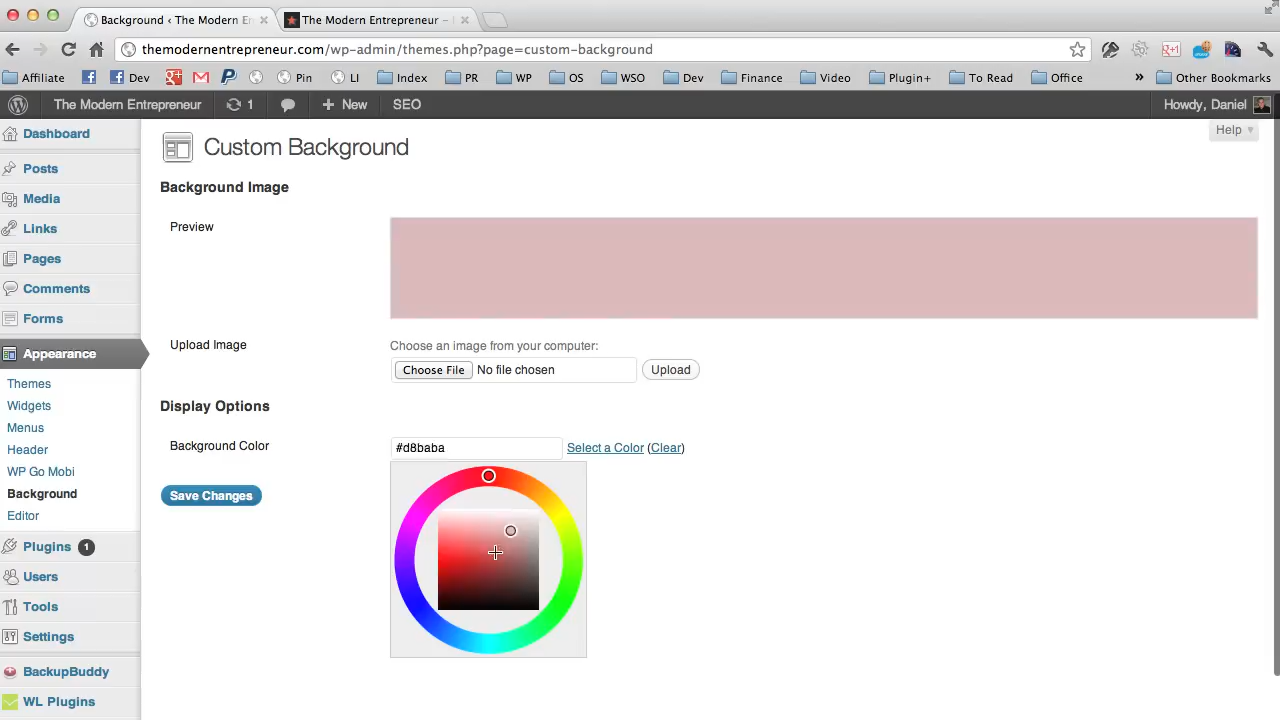 Background ‹ The Modern E
The Modern Entrepreneur –
themodernentrepreneur.com/wp-admin/themes.php?page=custom-background
Affiliate Dev Pin LI Index PR WP OS WSO Dev Finance Video Plugin+ To Read Office » Other Bookmarks
The Modern Entrepreneur 1 + New SEO Howdy, Daniel
Help
Dashboard
Posts
Media
Links
Pages
Comments
Forms
Appearance
Themes
Widgets
Menus
Header
WP Go Mobi
Background
Editor
Plugins 1
Users
Tools
Settings
BackupBuddy
WL Plugins
Custom Background
Background Image
Preview
Upload Image
Choose an image from your computer:
Choose File No file chosen Upload
Display Options
Background Color
#d8baba Select a Color (Clear)
Save Changes